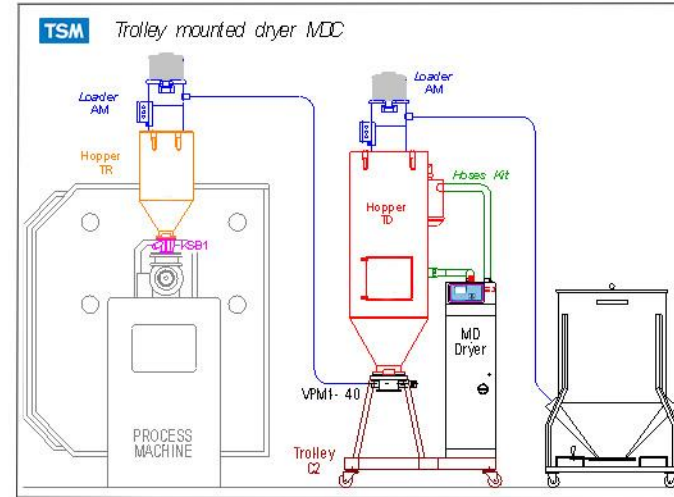 TSM Trolley mounted dryer MDC
Loader
AM
Loader
AM
Hopper
TR
Hoses Kit
Hopper
TD
KSB1
MD
Dryer
VPM1- 40
PROCESS
MACHINE
Trolley
C2